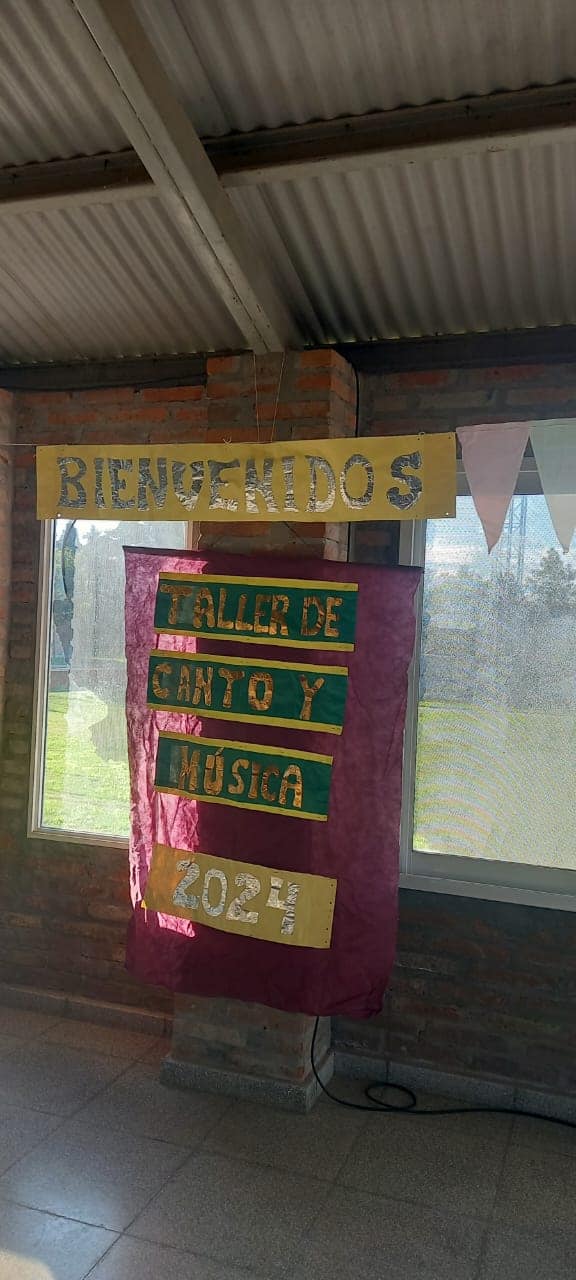 BIENVENIDOS
TALLER DE
CANTO Y
MÚSICA
2024